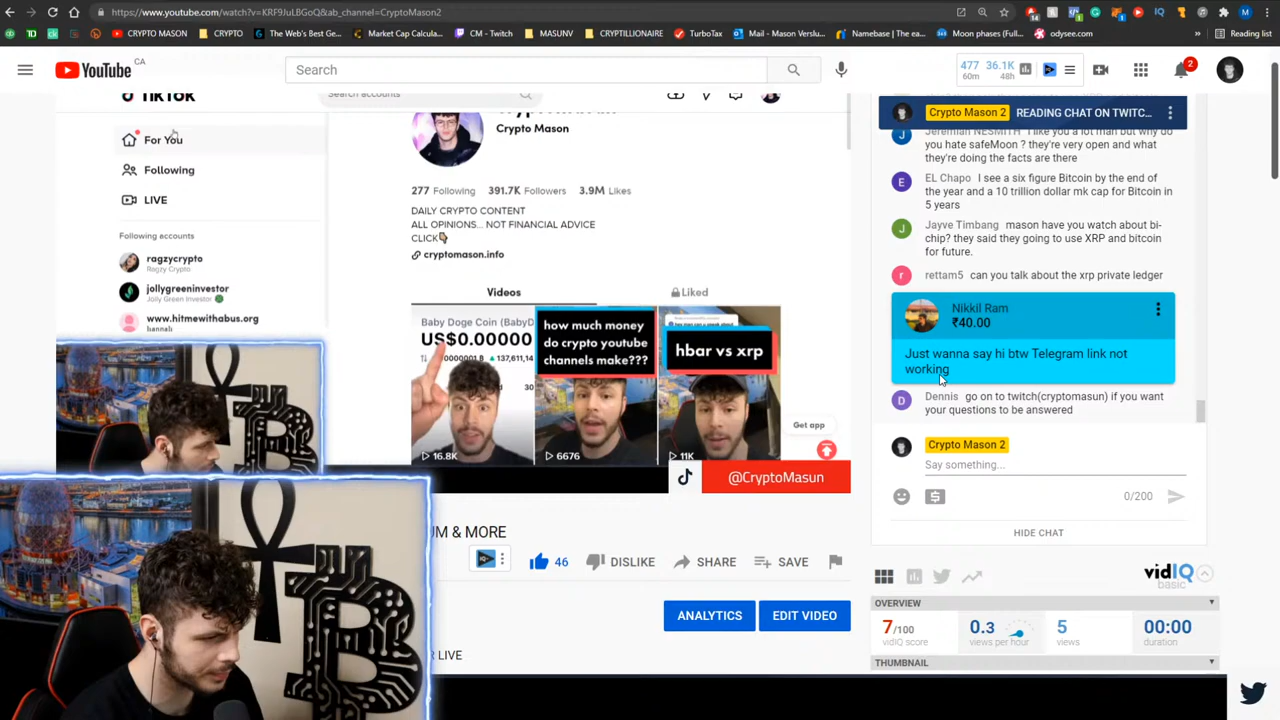 https://www.youtube.com/watch?v=KRF9JuLBGoQ&ab_channel=CryptoMason2
CRYPTO MASON
CRYPTO
The Web's Best Ge...
Market Cap Calcula...
CM - Twitch
MASUNV
CRYPTILLIONAIRE
TurboTax
Mail - Mason Verslu...
Namebase | The ea...
Moon phases (Full...
odysee.com
»
Reading list
YouTube CA
Search
477 36.1K
60m 48h
2
TikTok
Search accounts
For You
Following
LIVE
Following accounts
ragzycrypto
Ragzy Crypto
jollygreeninvestor
Jolly Green Investor
www.hitmewithabus.org
hannah
Crypto Mason
277 Following 391.7K Followers 3.9M Likes
DAILY CRYPTO CONTENT
ALL OPINIONS... NOT FINANCIAL ADVICE
CLICK
cryptomason.info
Videos
Liked
Baby Doge Coin (BabyD
US$0.00000
137,611,14
30
16.8K
how much money
do crypto youtube
channels make???
6676
hbar vs xrp
11K
Get app
@CryptoMasun
Crypto Mason 2 READING CHAT ON TWITC...
Jeremiah NESMITH I like you a lot man but why do
you hate safeMoon ? they're very open and what
they're doing the facts are there
EL Chapo I see a six figure Bitcoin by the end of
the year and a 10 trillion dollar mk cap for Bitcoin in
5 years
Jayve Timbang mason have you watch about bi-
chip? they said they going to use XRP and bitcoin
for future.
rettam5 can you talk about the xrp private ledger
Nikkil Ram
₹40.00
Just wanna say hi btw Telegram link not
working
Dennis go on to twitch(cryptomasun) if you want
your questions to be answered
Crypto Mason 2
Say something...
0/200
HIDE CHAT
UM & MORE
46 DISLIKE SHARE SAVE
ANALYTICS
EDIT VIDEO
R LIVE
vidIQ
basic
OVERVIEW
7/100
vidIQ score
0.3
views per hour
5
views
00:00
duration
THUMBNAIL